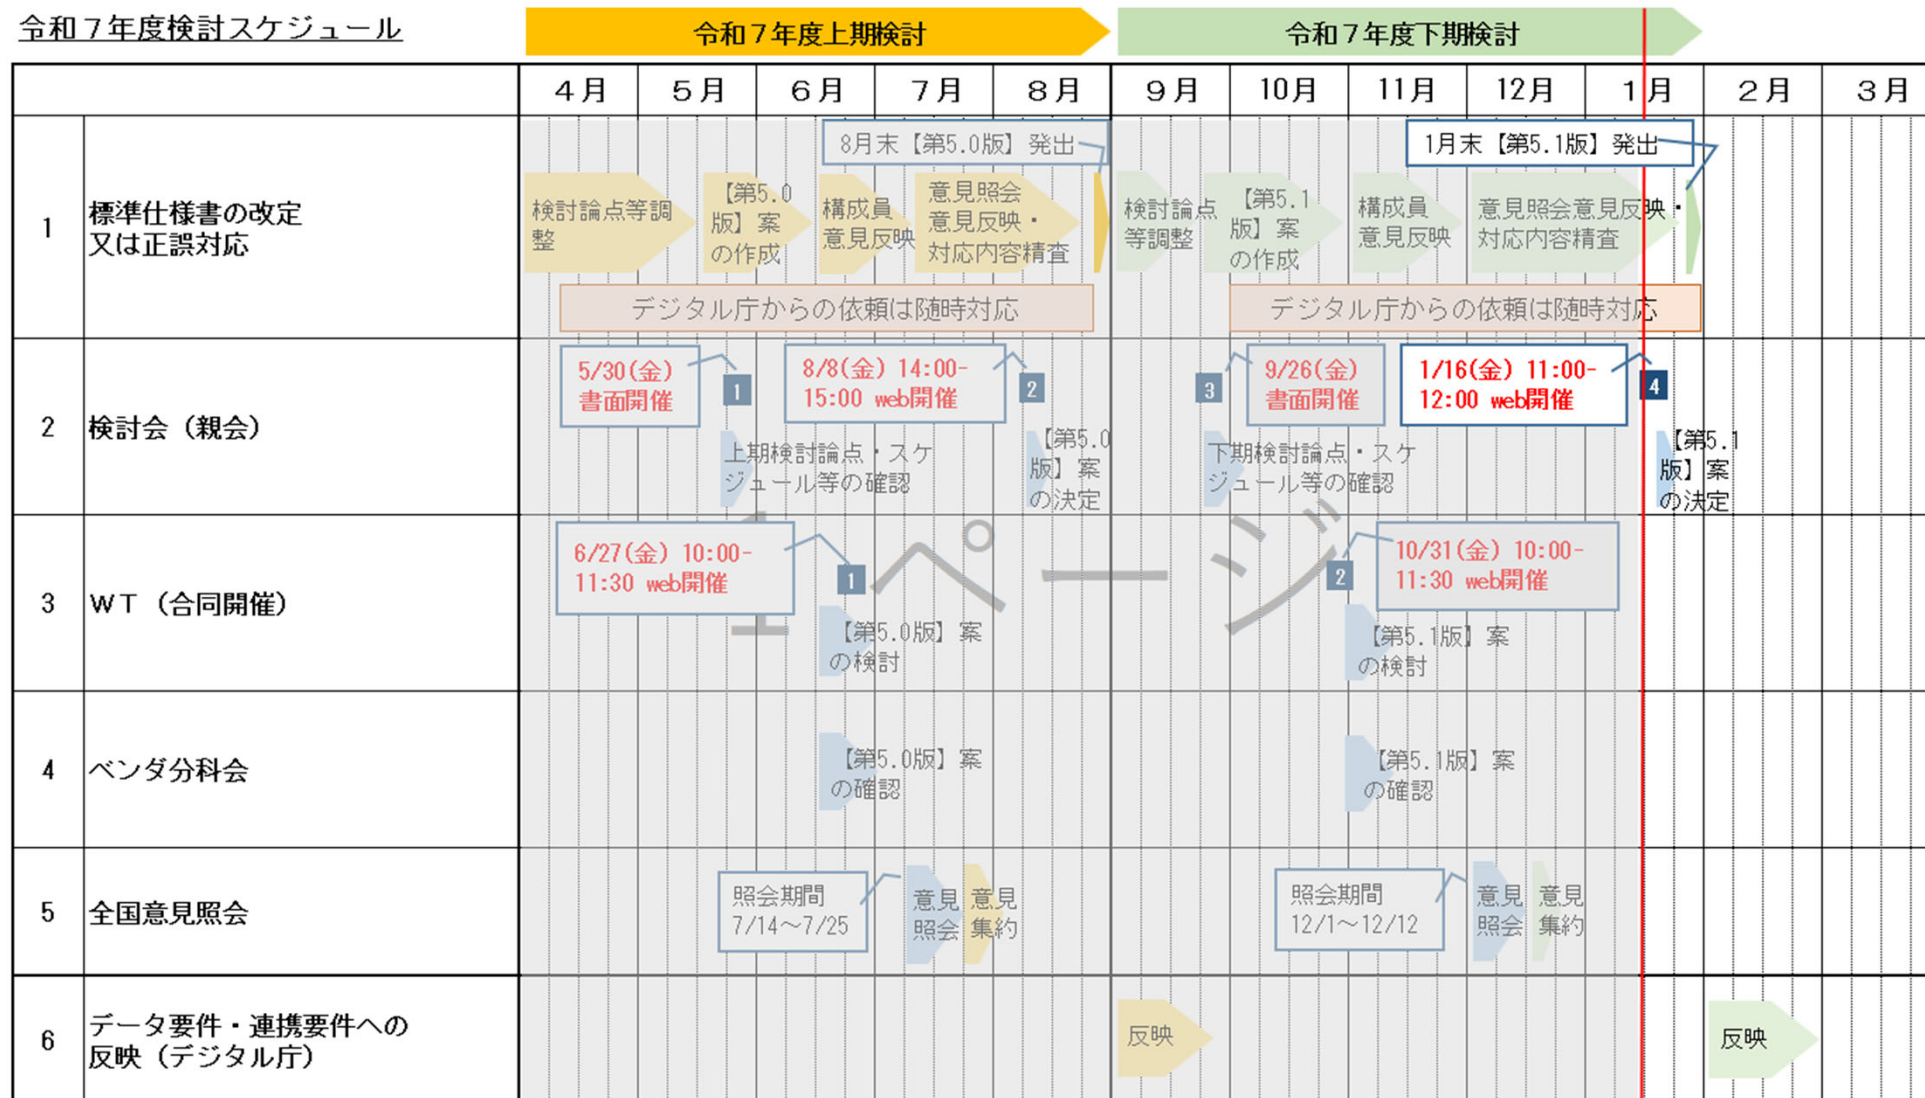 令和７年度検討スケジュール
令和７年度上期検討
令和７年度下期検討
４月
５月
６月
７月
８月
９月
10月
11月
12月
１月
２月
３月
1
標準仕様書の改定
又は正誤対応
8月末【第5.0版】発出
1月末【第5.1版】発出
検討論点等調
整
【第5.0
版】案
の作成
構成員
意見反映
意見照会
意見反映・
対応内容精査
検討論点
等調整
【第5.1
版】案
の作成
構成員
意見反映
意見照会意見反映・
対応内容精査
デジタル庁からの依頼は随時対応
デジタル庁からの依頼は随時対応
2
検討会（親会）
5/30(金)
書面開催
1
8/8(金) 14:00-
15:00 web開催
2
3
9/26(金)
書面開催
1/16(金) 11:00-
12:00 web開催
4
上期検討論点・スケ
ジュール等の確認
【第5.0
版】案
の決定
下期検討論点・スケ
ジュール等の確認
【第5.1
版】案
の決定
3
ＷＴ（合同開催）
6/27(金) 10:00-
11:30 web開催
1
2
10/31(金) 10:00-
11:30 web開催
【第5.0版】案
の検討
【第5.1版】案
の検討
ページ
4
ベンダ分科会
【第5.0版】案
の確認
【第5.1版】案
の確認
5
全国意見照会
照会期間
7/14～7/25
意見
照会
意見
集約
照会期間
12/1～12/12
意見
照会
意見
集約
6
データ要件・連携要件への
反映（デジタル庁）
反映
反映